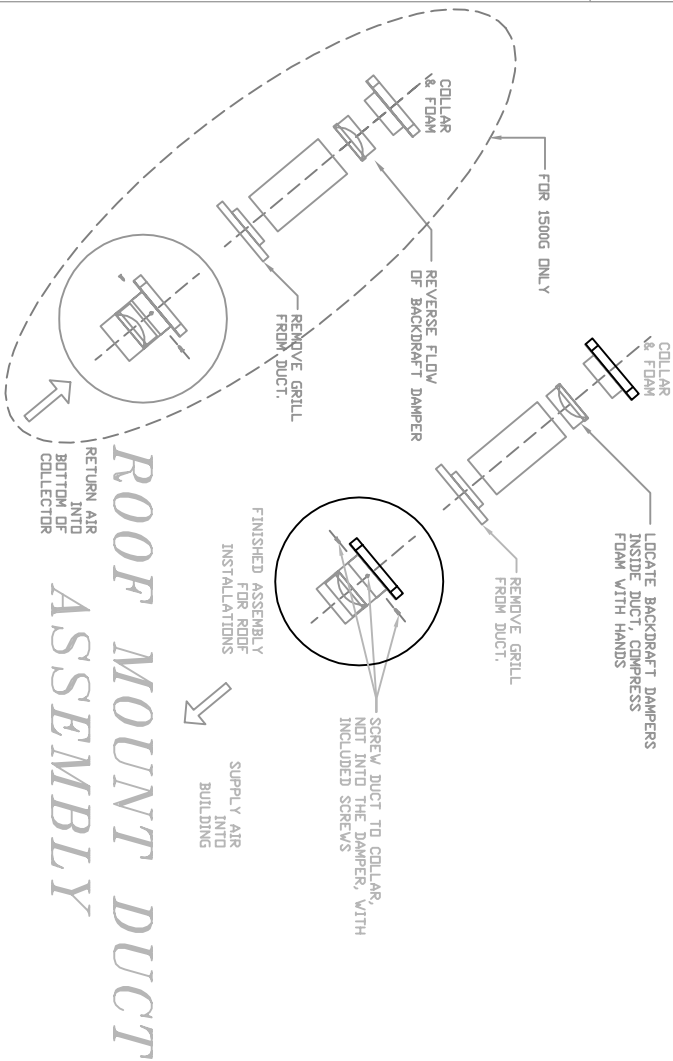 COLLAR
& FOAM
LOCATE BACKDRAFT DAMPERS
INSIDE DUCT, COMPRESS
FOAM WITH HANDS
FOR 1500G ONLY
REMOVE GRILL
FROM DUCT.
COLLAR
& FOAM
REVERSE FLOW
OF BACKDRAFT DAMPER
SCREW DUCT TO COLLAR,
NOT INTO THE DAMPER, WITH
INCLUDED SCREWS
REMOVE GRILL
FROM DUCT.
FINISHED ASSEMBLY
FOR ROOF
INSTALLATIONS
SUPPLY AIR
INTO
BUILDING
RETURN AIR
INTO
BOTTOM OF
COLLECTOR
ROOF MOUNT DUCT
ASSEMBLY